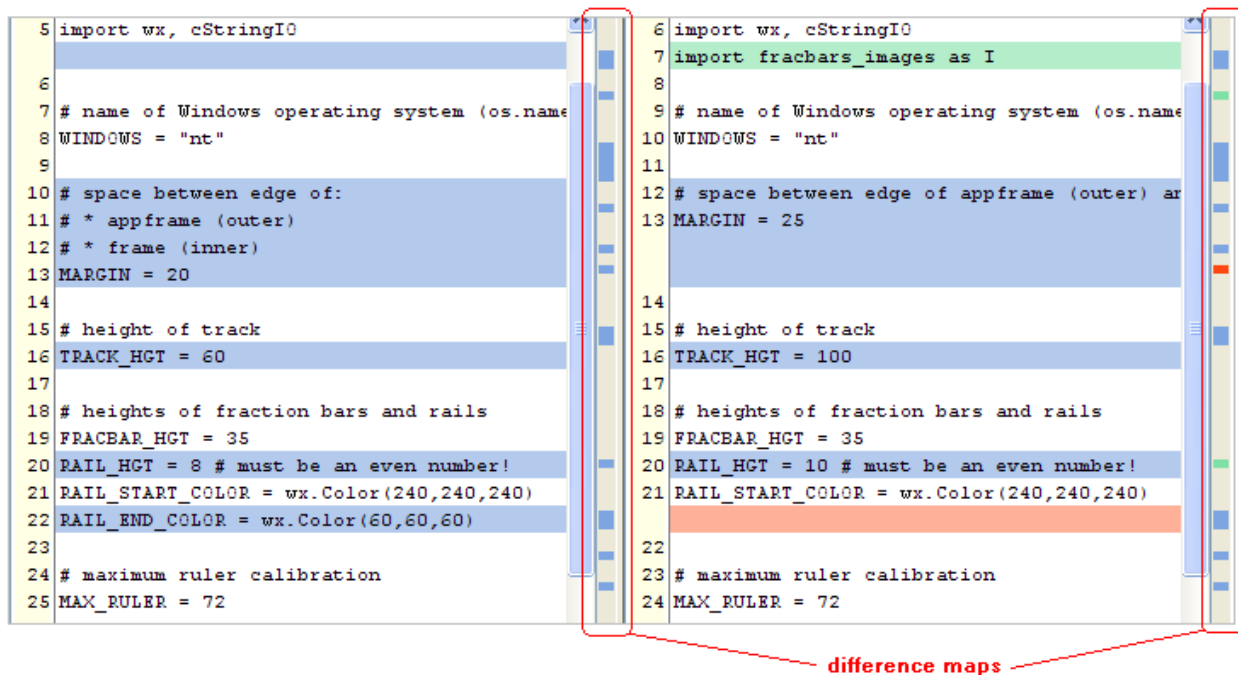 5 import wx, cStringIO
6
7 # name of Windows operating system (os.name
8 WINDOWS = "nt"
9
10 # space between edge of:
11 # * appframe (outer)
12 # * frame (inner)
13 MARGIN = 20
14
15 # height of track
16 TRACK_HGT = 60
17
18 # heights of fraction bars and rails
19 FRACBAR_HGT = 35
20 RAIL_HGT = 8 # must be an even number!
21 RAIL_START_COLOR = wx.Color(240,240,240)
22 RAIL_END_COLOR = wx.Color(60,60,60)
23
24 # maximum ruler calibration
25 MAX_RULER = 72
6 import wx, cStringIO
7 import fracbars_images as I
8
9 # name of Windows operating system (os.name
10 WINDOWS = "nt"
11
12 # space between edge of appframe (outer) ar
13 MARGIN = 25
14
15 # height of track
16 TRACK_HGT = 100
17
18 # heights of fraction bars and rails
19 FRACBAR_HGT = 35
20 RAIL_HGT = 10 # must be an even number!
21 RAIL_START_COLOR = wx.Color(240,240,240)
22
23 # maximum ruler calibration
24 MAX_RULER = 72
difference maps